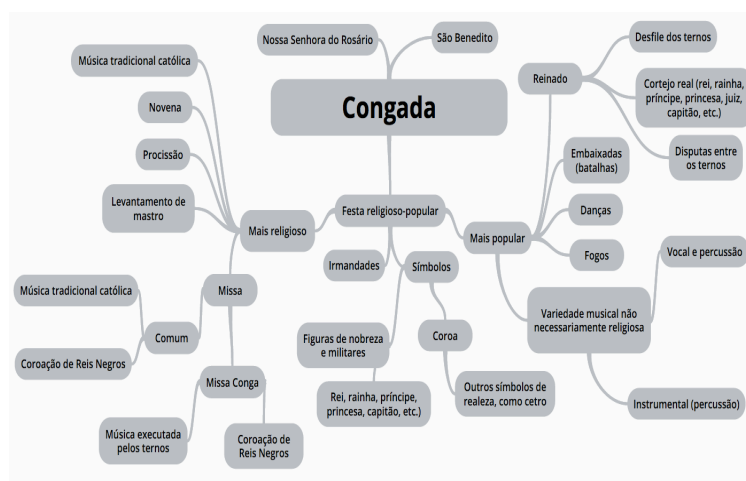 Nossa Senhora do Rosário
São Benedito
Congada
Festa religioso-popular
Mais religioso
Música tradicional católica
Novena
Procissão
Levantamento de
mastro
Missa
Comum
Música tradicional católica
Coroação de Reis Negros
Missa Conga
Música executada
pelos ternos
Coroação de
Reis Negros
Irmandades
Símbolos
Figuras de nobreza
e militares
Rei, rainha, príncipe,
princesa, capitão, etc.)
Coroa
Outros símbolos de
realeza, como cetro
Mais popular
Reinado
Desfile dos ternos
Cortejo real (rei, rainha,
príncipe, princesa, juiz,
capitão, etc.)
Disputas entre
os ternos
Embaixadas
(batalhas)
Danças
Fogos
Variedade musical não
necessariamente religiosa
Vocal e percussão
Instrumental (percussão)